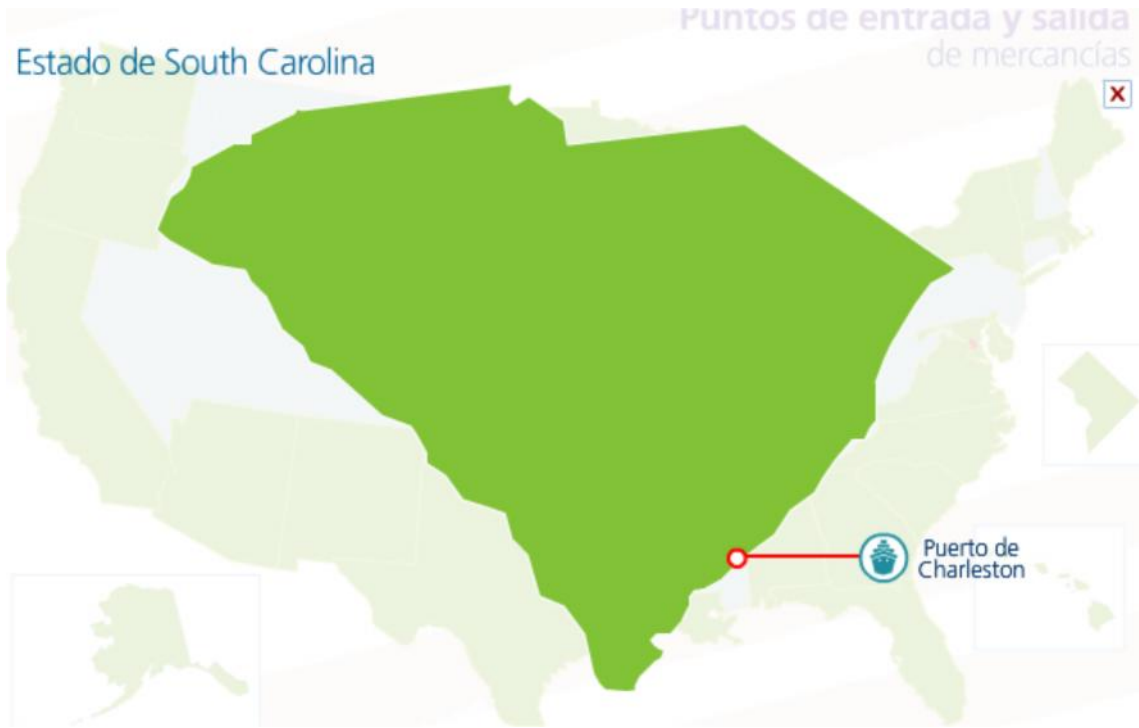 Puntos de entrada y salida
de mercancías
Estado de South Carolina
X
Puerto de
Charleston